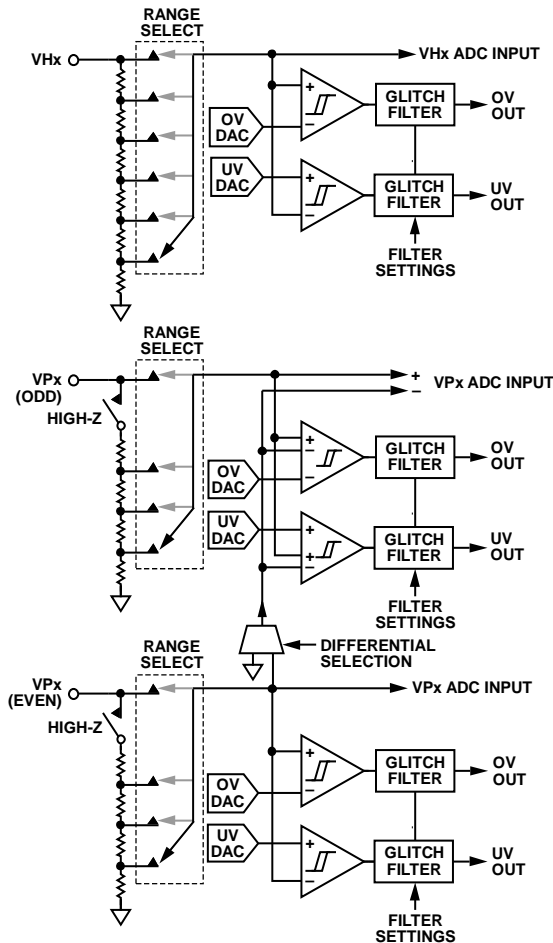 RANGE
SELECT
VHx
VHx ADC INPUT
+
−
OV
DAC
GLITCH
FILTER
OV
OUT
UV
DAC
+
−
GLITCH
FILTER
UV
OUT
FILTER
SETTINGS
RANGE
SELECT
VPx
(ODD)
HIGH-Z
+
−
VPx ADC INPUT
+
−
−
OV
DAC
GLITCH
FILTER
OV
OUT
UV
DAC
+
+
−
GLITCH
FILTER
UV
OUT
FILTER
SETTINGS
DIFFERENTIAL
SELECTION
RANGE
SELECT
VPx
(EVEN)
HIGH-Z
VPx ADC INPUT
+
−
OV
DAC
GLITCH
FILTER
OV
OUT
UV
DAC
+
−
GLITCH
FILTER
UV
OUT
FILTER
SETTINGS